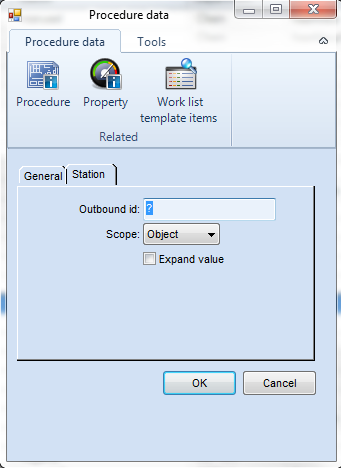 Procedure data
Procedure data Tools
Procedure Property Work list
template items
Related
General Station
Outbound id: ?
Scope: Object
Expand value
OK Cancel